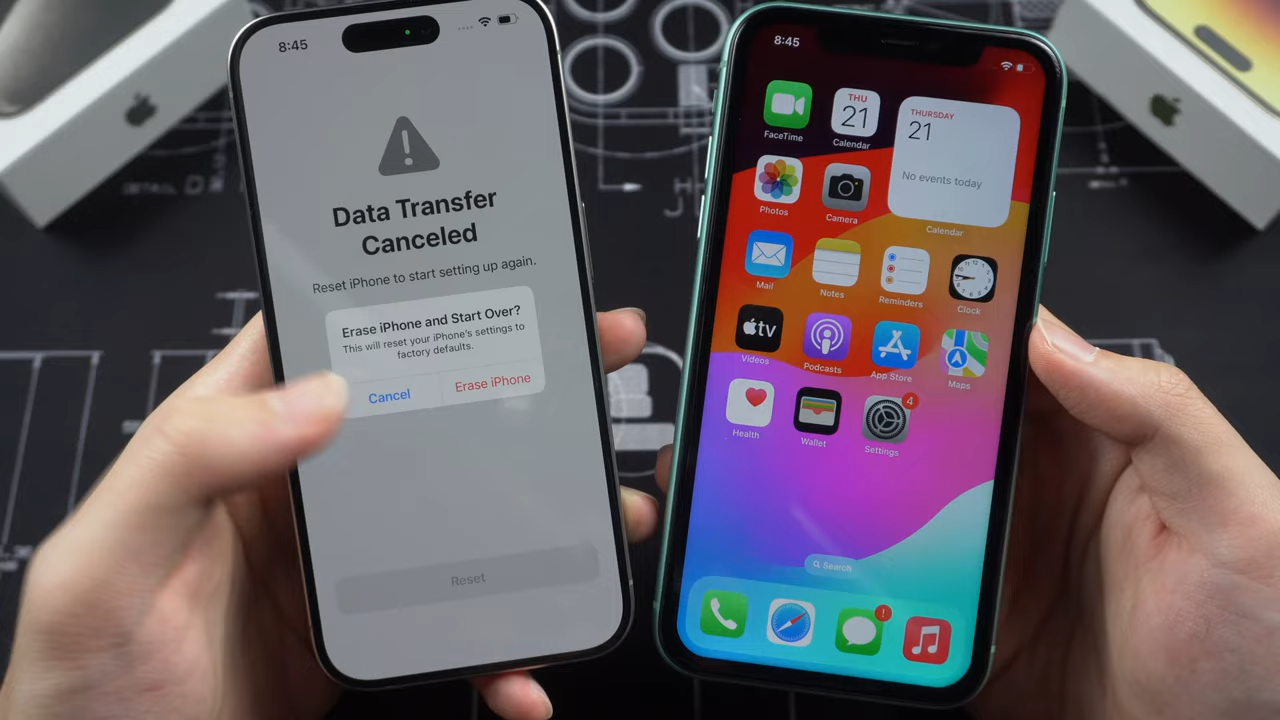 8:45
Data Transfer
Canceled
Reset iPhone to start setting up again.
Erase iPhone and Start Over?
This will reset your iPhone's settings to
factory defaults.
Cancel
Erase iPhone
Reset
8:45
FaceTime
THU
21
Calendar
THURSDAY
21
No events today
Calendar
Photos
Camera
Mail
Notes
Reminders
Clock
tv
Videos
Podcasts
App Store
Maps
Health
Wallet
4
Settings
Search
!